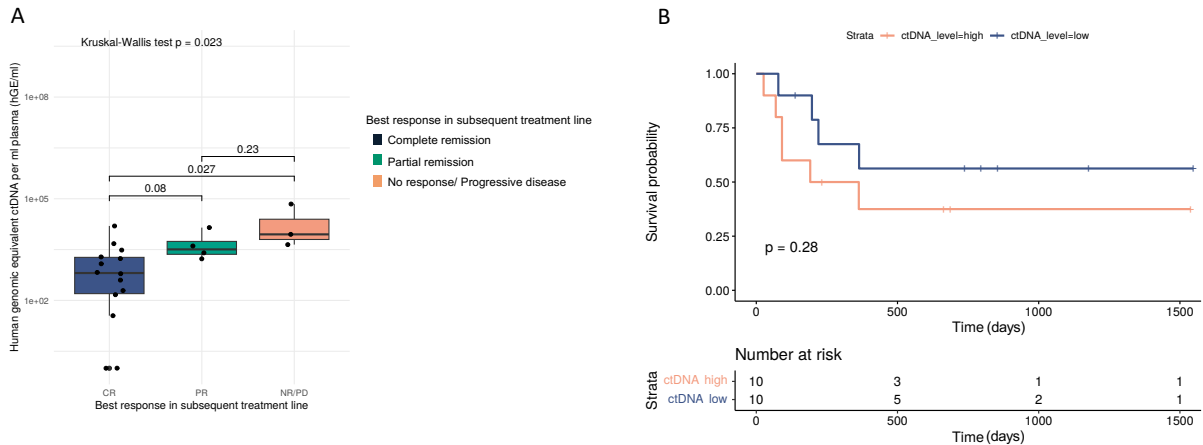 A
Kruskal-Wallis test p = 0.023
Human genomic equivalent ctDNA per ml plasma (hGE/ml)
1e+08
1e+05
1e+02
0.23
0.027
0.08
CR PR NR/PD
Best response in subsequent treatment line
Best response in subsequent treatment line
Complete remission
Partial remission
No response/ Progressive disease
B
Strata ctDNA_level=high ctDNA_level=low
Survival probability
1.00
0.75
0.50
0.25
0.00
p = 0.28
0 500 1000 1500
Time (days)
Number at risk
Strata
ctDNA high 10 3 1 1
ctDNA low 10 5 2 1
0 500 1000 1500
Time (days)